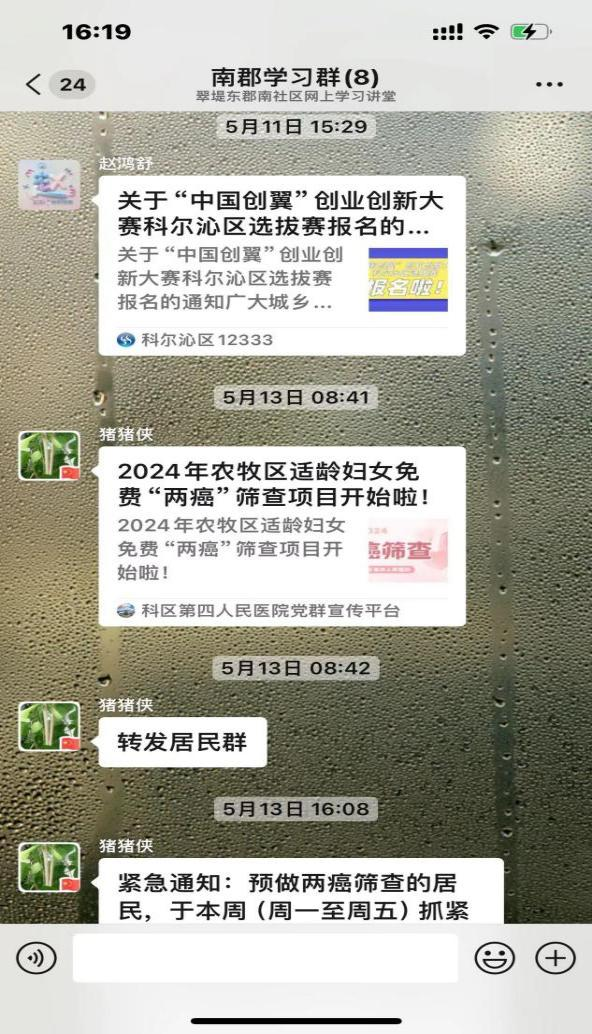 16:19
24
南郡学习群(8)
翠堤东郡南社区网上学习讲堂
5月11日 15:29
赵鸿舒
关于“中国创翼”创业创新大
赛科尔沁区选拔赛报名的...
关于“中国创翼”创业创
新大赛科尔沁区选拔赛
报名的通知广大城乡...
报名啦!
科尔沁区12333
5月13日 08:41
猪猪侠
2024年农牧区适龄妇女免
费“两癌”筛查项目开始啦!
2024年农牧区适龄妇女
免费“两癌”筛查项目开
始啦!
癌筛查
科区第四人民医院党群宣传平台
5月13日 08:42
猪猪侠
转发居民群
5月13日 16:08
猪猪侠
紧急通知：预做两癌筛查的居
民，于本周（周一至周五）抓紧